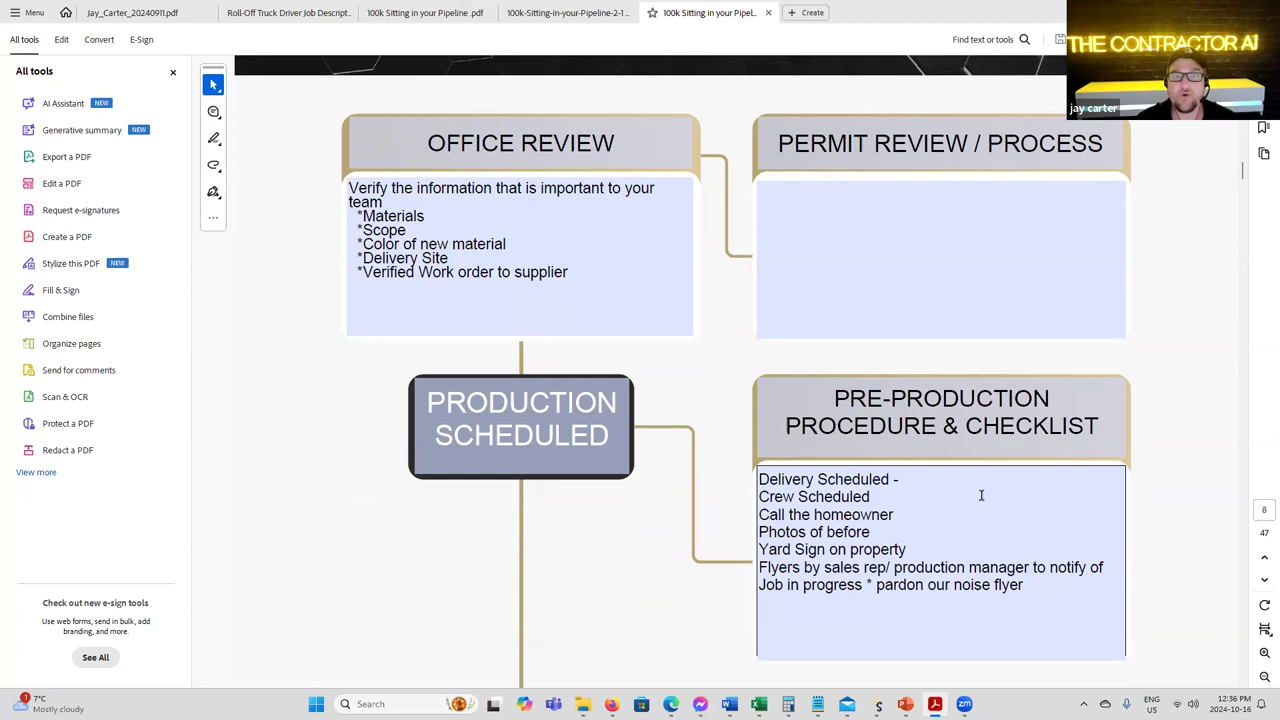 Menu
Jay_Carter_20240911.pdf
Roll-Off Truck Driver Job Descript...
100k Sitting in your Pipeline .pdf
100k-Sitting-in-your-Pipeline-2-1 ...
100k Sitting in your Pipel...
Create
All tools
Edit
Convert
E-Sign
Find text or tools
THE CONTRACTOR AI
jay carter
All tools
AI Assistant NEW
Generative summary NEW
Export a PDF
Edit a PDF
Request e-signatures
Create a PDF
Stylize this PDF NEW
Fill & Sign
Combine files
Organize pages
Send for comments
Scan & OCR
Protect a PDF
Redact a PDF
View more
Check out new e-sign tools
Use web forms, send in bulk, add
branding, and more.
See All
OFFICE REVIEW
Verify the information that is important to your
team
*Materials
*Scope
*Color of new material
*Delivery Site
*Verified Work order to supplier
PERMIT REVIEW / PROCESS
PRODUCTION
SCHEDULED
PRE-PRODUCTION
PROCEDURE & CHECKLIST
Delivery Scheduled -
Crew Scheduled
Call the homeowner
Photos of before
Yard Sign on property
Flyers by sales rep/ production manager to notify of
Job in progress * pardon our noise flyer
8
47
1
7°C
Mostly cloudy
Search
ENG
US
12:36 PM
2024-10-16